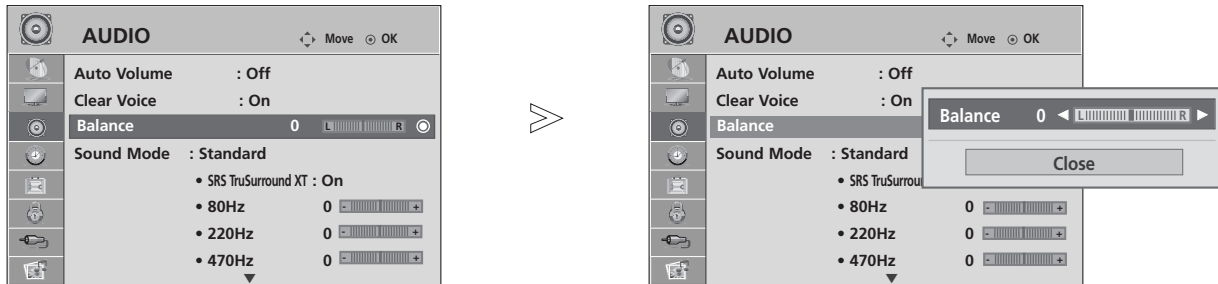 AUDIO
Move OK
Auto Volume : Off
Clear Voice : On
Balance 0 L R
Sound Mode : Standard
• SRS TruSurround XT : On
• 80Hz 0 - +
• 220Hz 0 - +
• 470Hz 0 - +
AUDIO
Move OK
Auto Volume : Off
Clear Voice : On
Balance
Sound Mode : Standard
• SRS TruSurrou
• 80Hz 0 - +
• 220Hz 0 - +
• 470Hz 0 - +
Balance 0 L R
Close